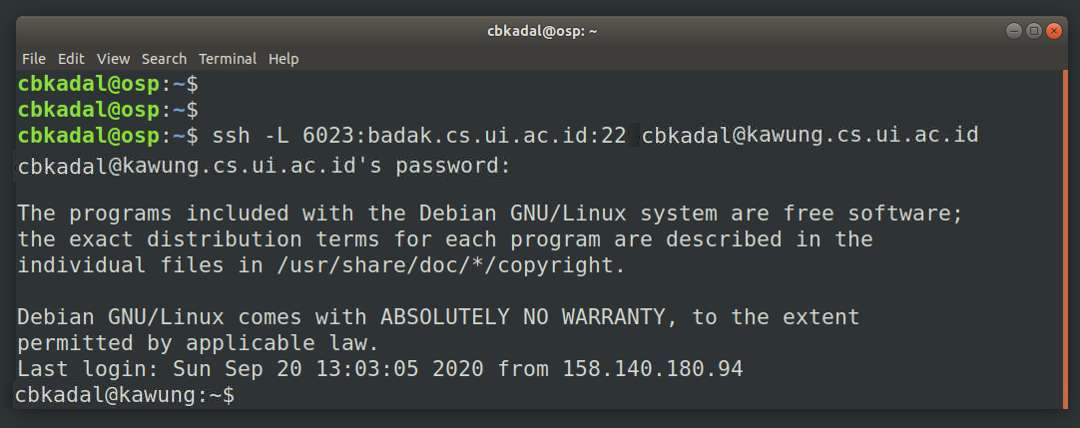 cbkadal@osp: ~
File Edit View Search Terminal Help
cbkadal@osp:~$
cbkadal@osp:~$
cbkadal@osp:~$ ssh -L 6023:badak.cs.ui.ac.id:22 cbkadal@kawung.cs.ui.ac.id
cbkadal@kawung.cs.ui.ac.id's password:
The programs included with the Debian GNU/Linux system are free software;
the exact distribution terms for each program are described in the
individual files in /usr/share/doc/*/copyright.
Debian GNU/Linux comes with ABSOLUTELY NO WARRANTY, to the extent
permitted by applicable law.
Last login: Sun Sep 20 13:03:05 2020 from 158.140.180.94
cbkadal@kawung:~$